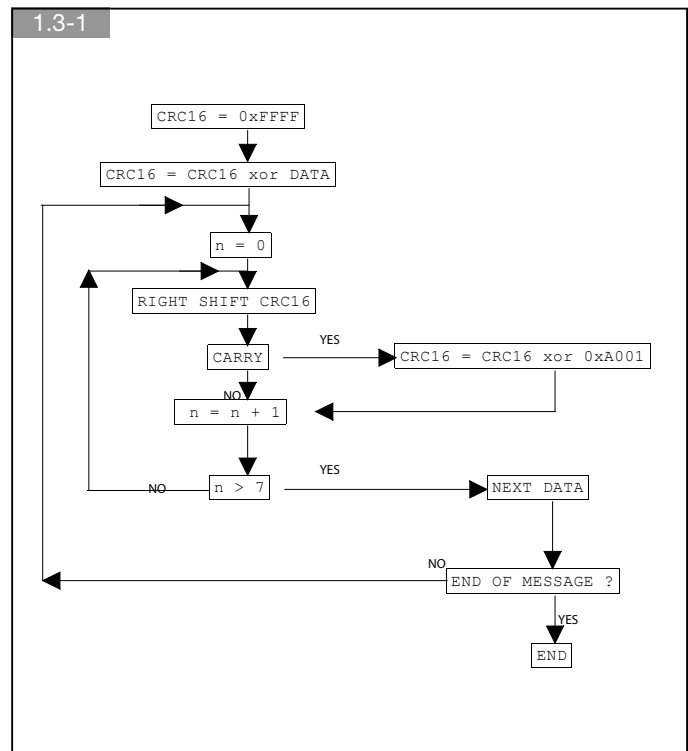 1.3-1
CRC16 = 0xFFFF
CRC16 = CRC16 xor DATA
n = 0
RIGHT SHIFT CRC16
YES
CARRY
CRC16 = CRC16 xor 0xA001
NO
n = n + 1
YES
NO
n > 7
NEXT DATA
NO
END OF MESSAGE ?
YES
END